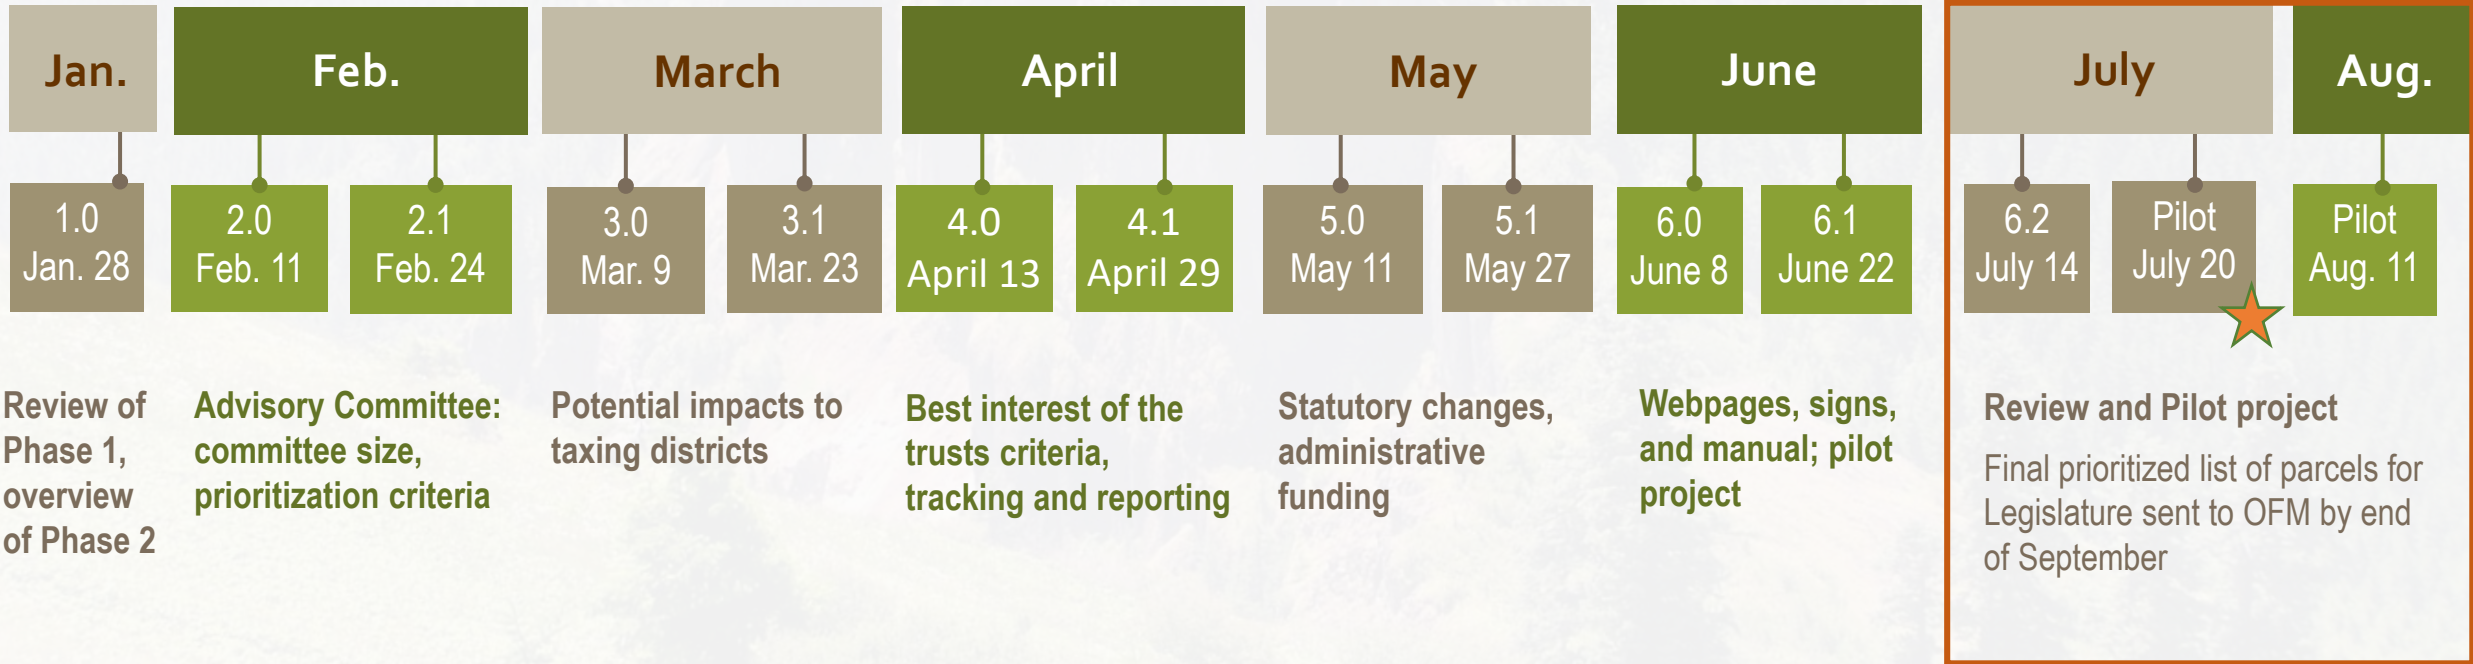 Jan.
Feb.
March
April
May
June
July
Aug.
1.0
Jan. 28
2.0
Feb. 11
2.1
Feb. 24
3.0
Mar. 9
3.1
Mar. 23
4.0
April 13
4.1
April 29
5.0
May 11
5.1
May 27
6.0
June 8
6.1
June 22
6.2
July 14
Pilot
July 20
Pilot
Aug. 11
Review of
Phase 1,
overview
of Phase 2
Advisory Committee:
committee size,
prioritization criteria
Potential impacts to
taxing districts
Best interest of the
trusts criteria,
tracking and reporting
Statutory changes,
administrative
funding
Webpages, signs,
and manual; pilot
project
Review and Pilot project
Final prioritized list of parcels for
Legislature sent to OFM by end
of September